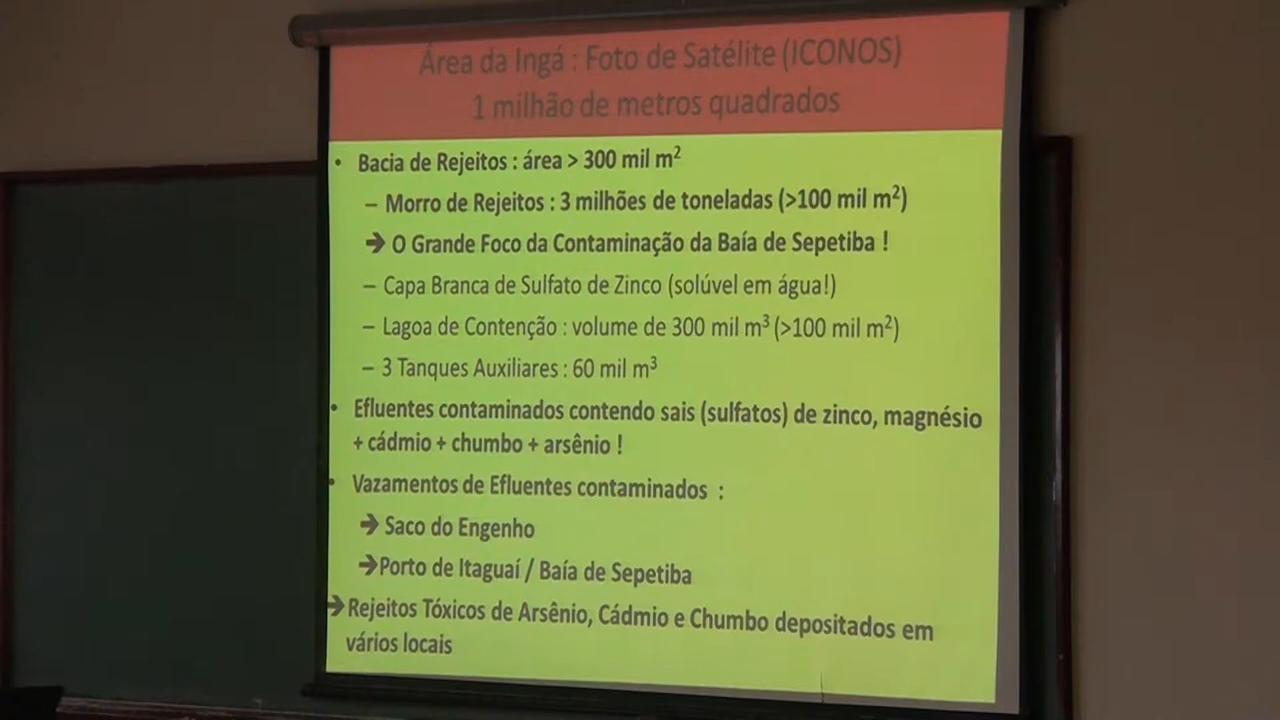 Área da Ingá : Foto de Satélite (ICONOS)
1 milhão de metros quadrados
• Bacia de Rejeitos : área > 300 mil m²
– Morro de Rejeitos : 3 milhões de toneladas (>100 mil m²)
➔ O Grande Foco da Contaminação da Baía de Sepetiba !
– Capa Branca de Sulfato de Zinco (solúvel em água!)
– Lagoa de Contenção : volume de 300 mil m³ (>100 mil m²)
– 3 Tanques Auxiliares : 60 mil m³
• Efluentes contaminados contendo sais (sulfatos) de zinco, magnésio
+ cádmio + chumbo + arsênio !
• Vazamentos de Efluentes contaminados :
➔ Saco do Engenho
➔Porto de Itaguaí / Baía de Sepetiba
➔Rejeitos Tóxicos de Arsênio, Cádmio e Chumbo depositados em
vários locais